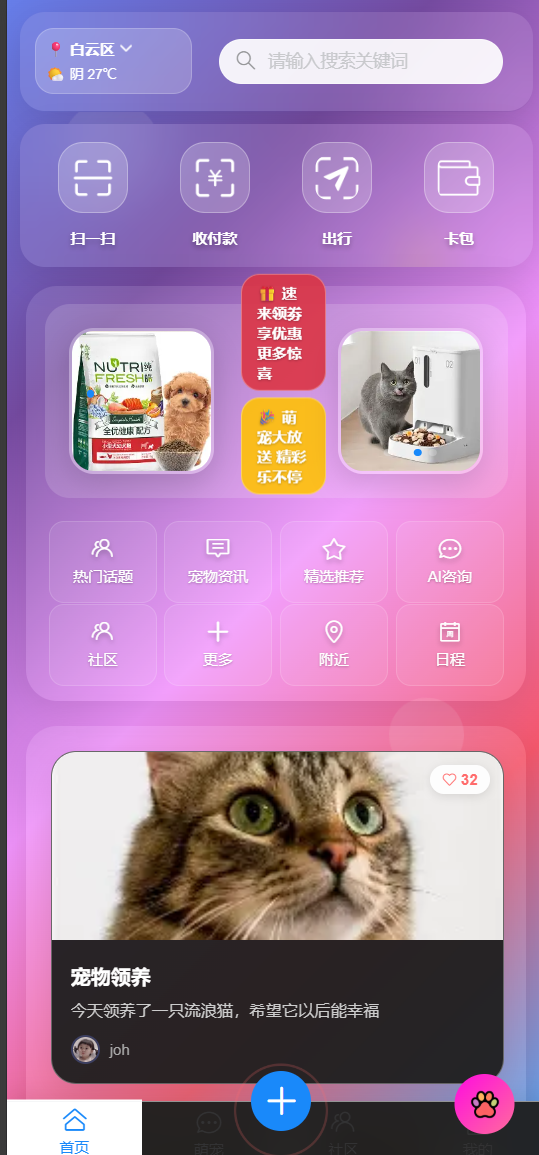 白云区
阴 27℃
请输入搜索关键词
扫一扫
收付款
出行
卡包
NUTRI
FRESH
全优健康 配方
速
来领券
享优惠
更多惊
喜
萌
宠大放
送 精彩
乐不停
01
02
热门话题
宠物资讯
精选推荐
AI咨询
社区
更多
附近
周
日程
32
宠物领养
今天领养了一只流浪猫，希望它以后能幸福
joh
首页
萌宠
社区
我的